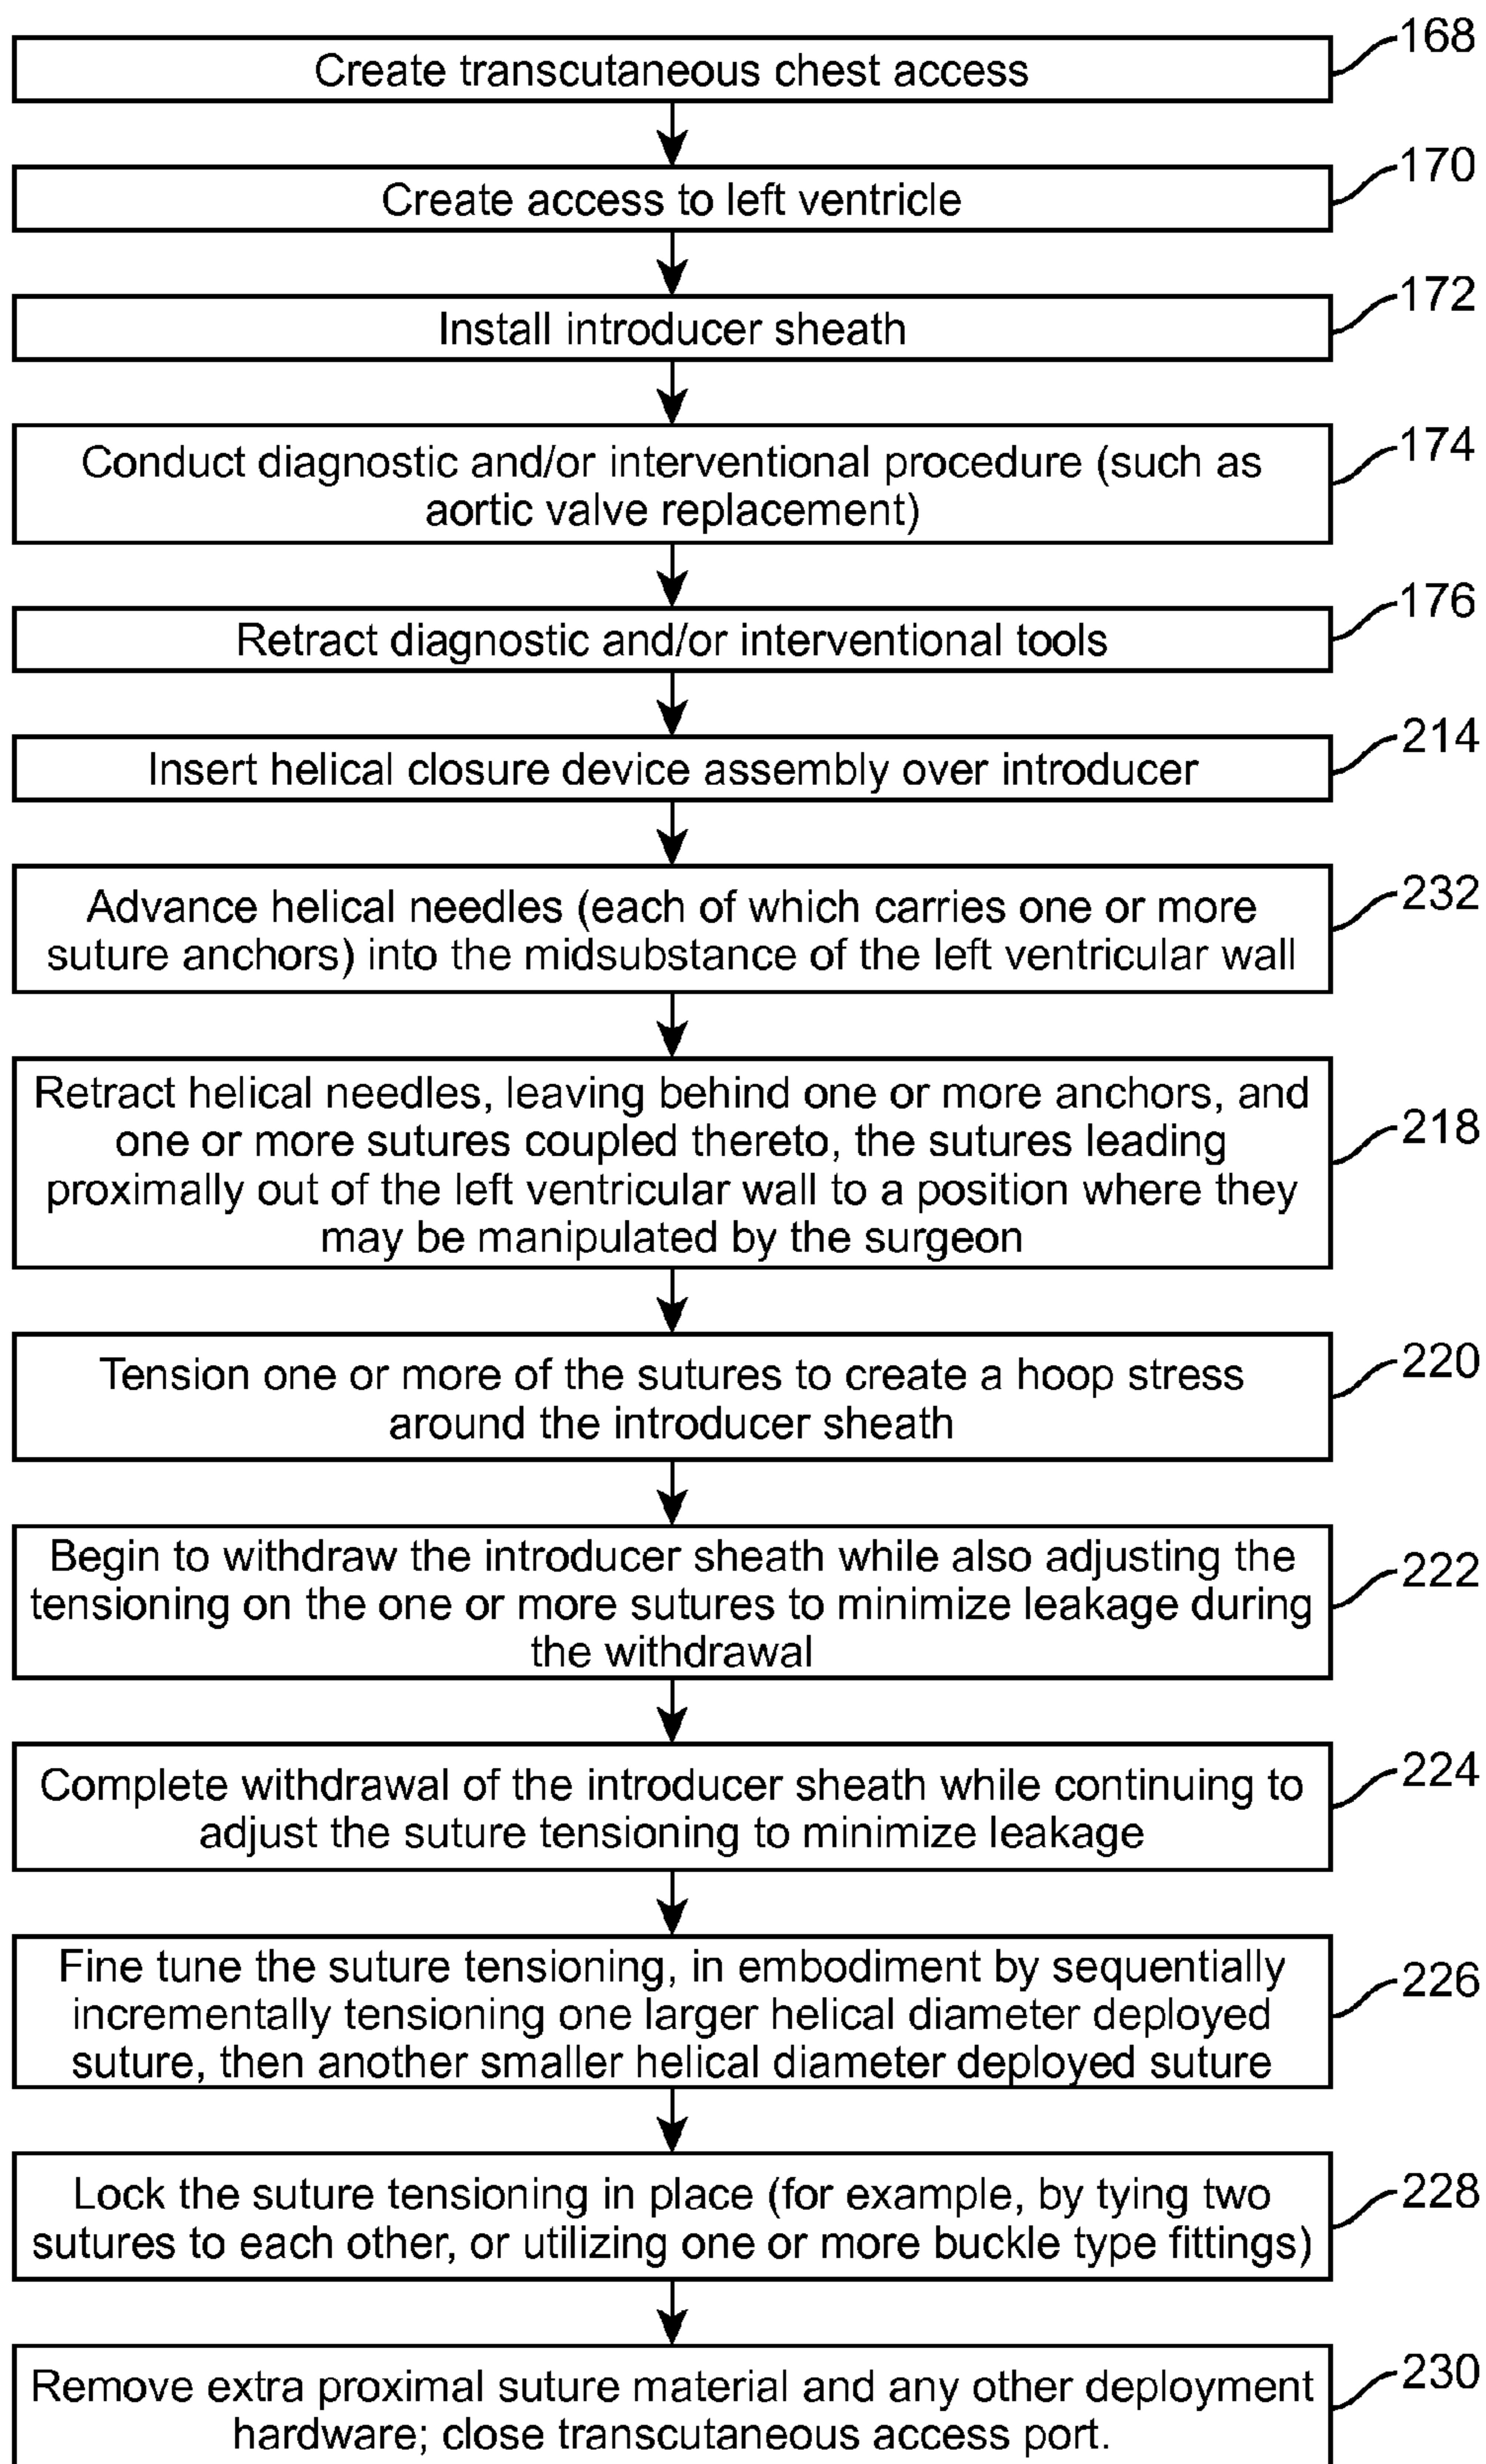 168
Create transcutaneous chest access
170
Create access to left ventricle
172
Install introducer sheath
174
Conduct diagnostic and/or interventional procedure (such as
aortic valve replacement)
176
Retract diagnostic and/or interventional tools
214
Insert helical closure device assembly over introducer
232
Advance helical needles (each of which carries one or more
suture anchors) into the midsubstance of the left ventricular wall
218
Retract helical needles, leaving behind one or more anchors, and
one or more sutures coupled thereto, the sutures leading
proximally out of the left ventricular wall to a position where they
may be manipulated by the surgeon
220
Tension one or more of the sutures to create a hoop stress
around the introducer sheath
222
Begin to withdraw the introducer sheath while also adjusting the
tensioning on the one or more sutures to minimize leakage during
the withdrawal
224
Complete withdrawal of the introducer sheath while continuing to
adjust the suture tensioning to minimize leakage
226
Fine tune the suture tensioning, in embodiment by sequentially
incrementally tensioning one larger helical diameter deployed
suture, then another smaller helical diameter deployed suture
228
Lock the suture tensioning in place (for example, by tying two
sutures to each other, or utilizing one or more buckle type fittings)
230
Remove extra proximal suture material and any other deployment
hardware; close transcutaneous access port.